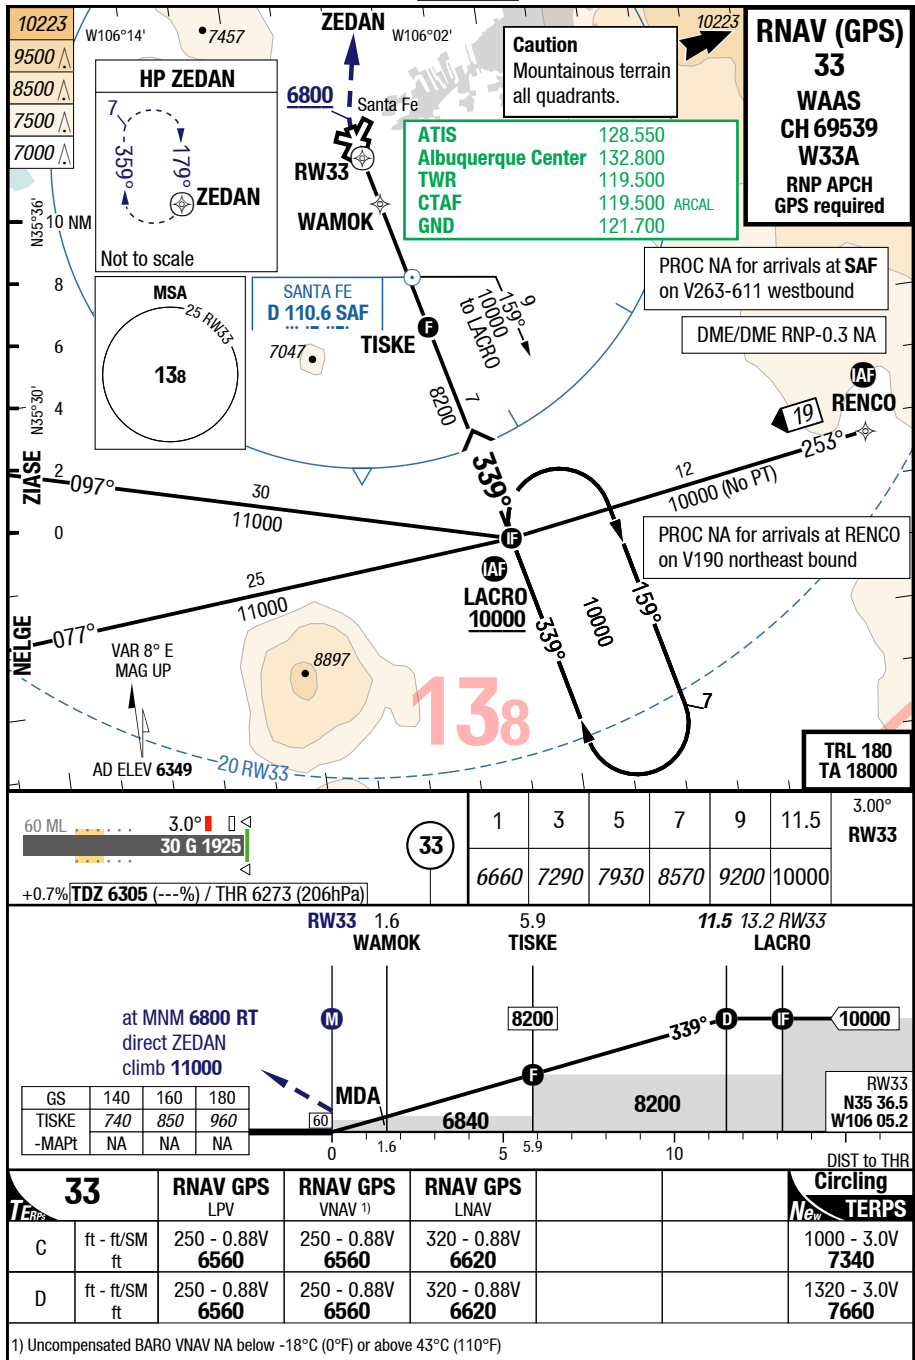 10223
9500
8500
7500
7000
W106°14'
7457
ZEDAN
W106°02'
10223
Caution
Mountainous terrain
all quadrants.
RNAV (GPS)
33
WAAS
CH 69539
W33A
RNP APCH
GPS required
HP ZEDAN
7
359°
179°
ZEDAN
Not to scale
6800
Santa Fe
RW33
WAMOK
ATIS 128.550
Albuquerque Center 132.800
TWR 119.500
CTAF 119.500 ARCAL
GND 121.700
N35°36'
10 NM
8
6
4
2
0
N35°30'
MSA
25 RW33
138
SANTA FE
D 110.6 SAF
7047
TISKE
F
9
159°
10000
to LACRO
PROC NA for arrivals at SAF
on V263-611 westbound
DME/DME RNP-0.3 NA
IAF
RENCO
19
253°
12
10000 (No PT)
7
8200
339°
ZIASE
097°
30
11000
IF
IAF
LACRO
10000
PROC NA for arrivals at RENCO
on V190 northeast bound
25
11000
077°
NELGE
339°
10000
159°
7
VAR 8° E
MAG UP
8897
138
AD ELEV 6349
20 RW33
TRL 180
TA 18000
60 ML
3.0°
30 G 1925
+0.7% TDZ 6305 (---%) / THR 6273 (206hPa)
33
1 3 5 7 9 11.5 3.00°
RW33
6660 7290 7930 8570 9200 10000
RW33 1.6 5.9 11.5 13.2 RW33
WAMOK TISKE LACRO
at MNM 6800 RT
direct ZEDAN
climb 11000
M
8200
339°
D
IF
10000
F
MDA
60
6840
8200
RW33
N35 36.5
W106 05.2
GS 140 160 180
TISKE 740 850 960
-MAPt NA NA NA
0 1.6 5 5.9 10
DIST to THR
TERPS
33
RNAV GPS
LPV
RNAV GPS
VNAV 1)
RNAV GPS
LNAV
Circling
New TERPS
C ft - ft/SM 250 - 0.88V 250 - 0.88V 320 - 0.88V 1000 - 3.0V
ft 6560 6560 6620 7340
D ft - ft/SM 250 - 0.88V 250 - 0.88V 320 - 0.88V 1320 - 3.0V
ft 6560 6560 6620 7660
1) Uncompensated BARO VNAV NA below -18°C (0°F) or above 43°C (110°F)